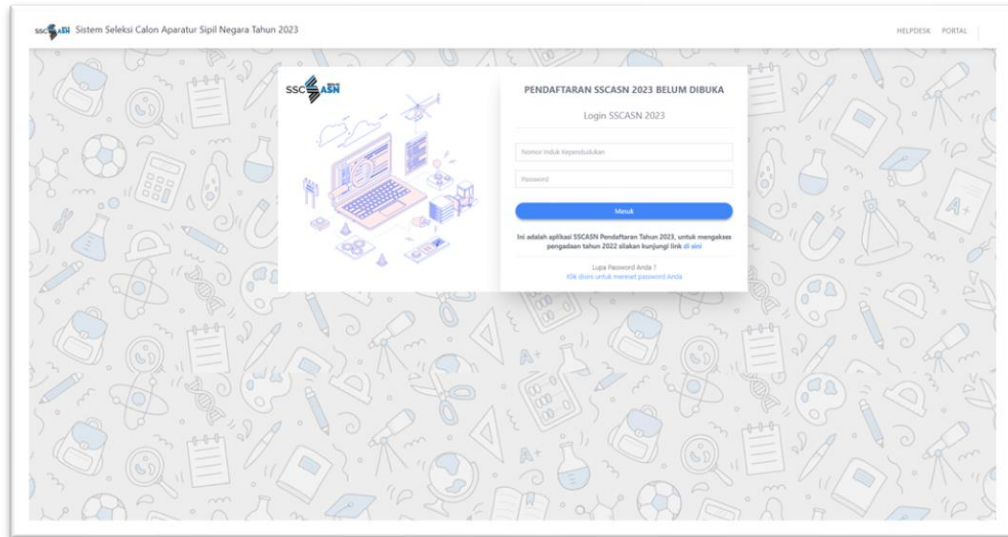 SSCASN Sistem Seleksi Calon Aparatur Sipil Negara Tahun 2023
HELPDESK PORTAL
SSCASN
PENDAFTARAN SSCASN 2023 BELUM DIBUKA
Login SSCASN 2023
Nomor Induk Kependudukan
Password
Masuk
Ini adalah aplikasi SSCASN Pendaftaran Tahun 2023, untuk mengakses
pengadaan tahun 2022 silakan kunjungi link di sini
Lupa Password Anda ?
Klik disini untuk mereset password Anda